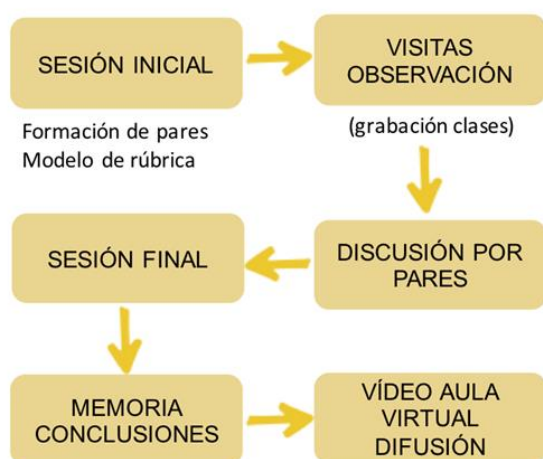 SESIÓN INICIAL
Formación de pares
Modelo de rúbrica
VISITAS
OBSERVACIÓN
(grabación clases)
DISCUSIÓN POR
PARES
SESIÓN FINAL
MEMORIA
CONCLUSIONES
VÍDEO AULA
VIRTUAL
DIFUSIÓN